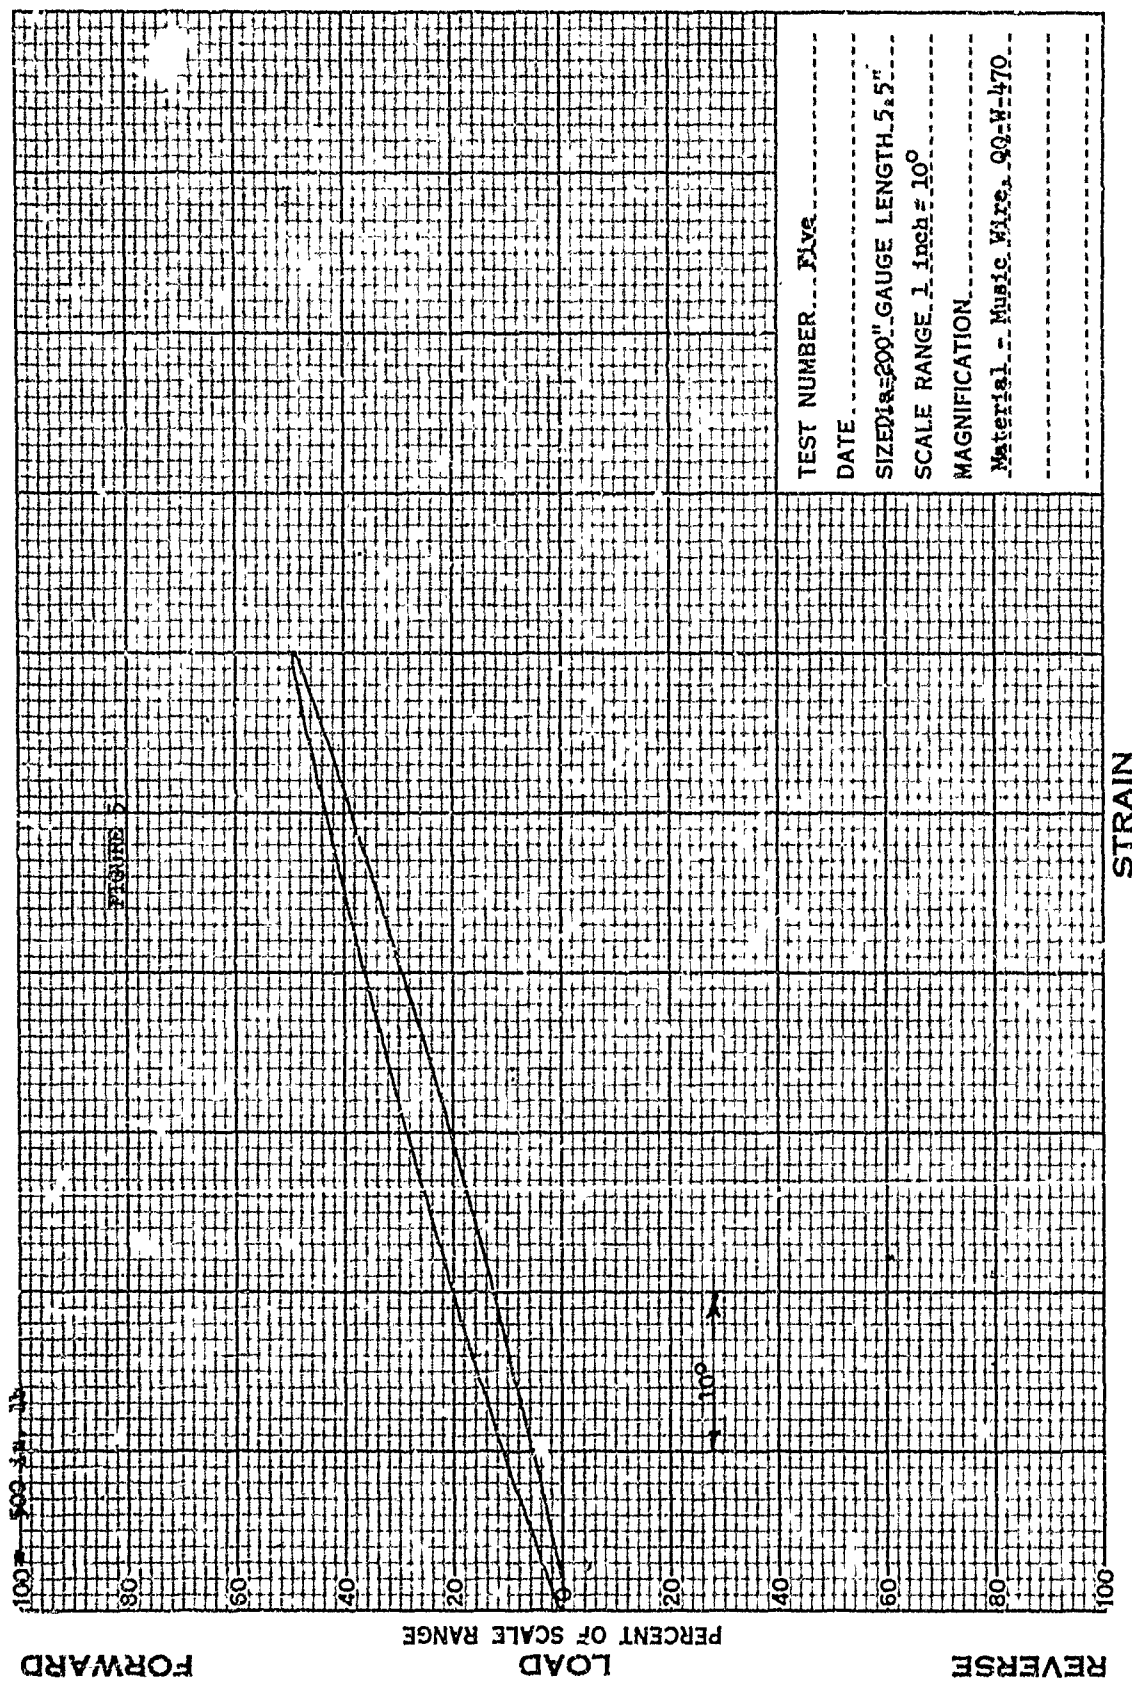 FIGURE 5
100= 500 in. lb
80
60
40
20
0
20
40
60
80
100
FORWARD
LOAD
REVERSE
PERCENT OF SCALE RANGE
10°
STRAIN
TEST NUMBER Five
DATE
SIZE Dia=.200" GAUGE LENGTH 5.5"
SCALE RANGE 1 inch = 10°
MAGNIFICATION
Material - Music Wire, QQ-W-470